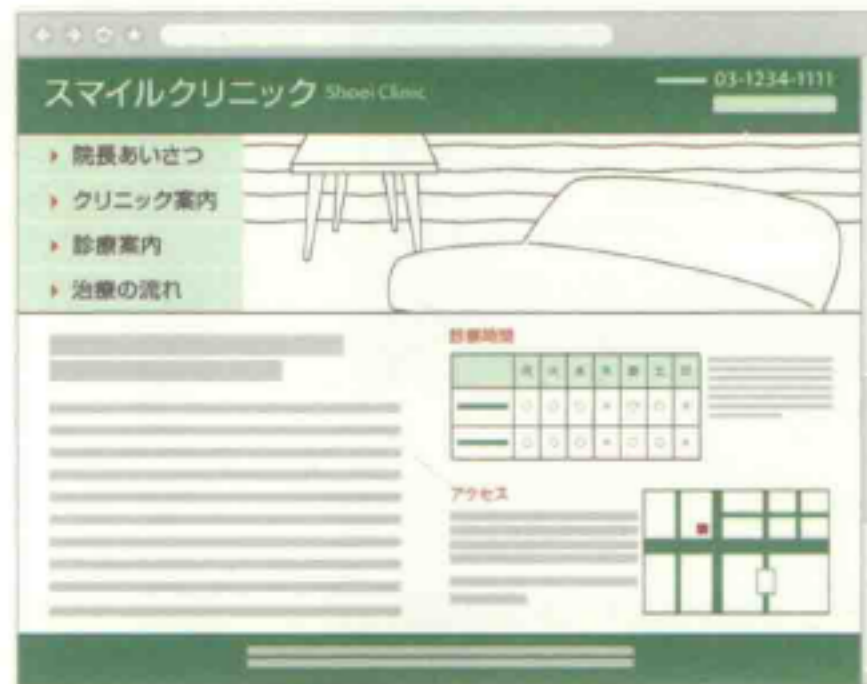 スマイルクリニック Shoei Clinic
03-1234-1111
院長あいさつ
クリニック案内
診療案内
治療の流れ
診療時間
月 火 水 木 金 土 日
アクセス